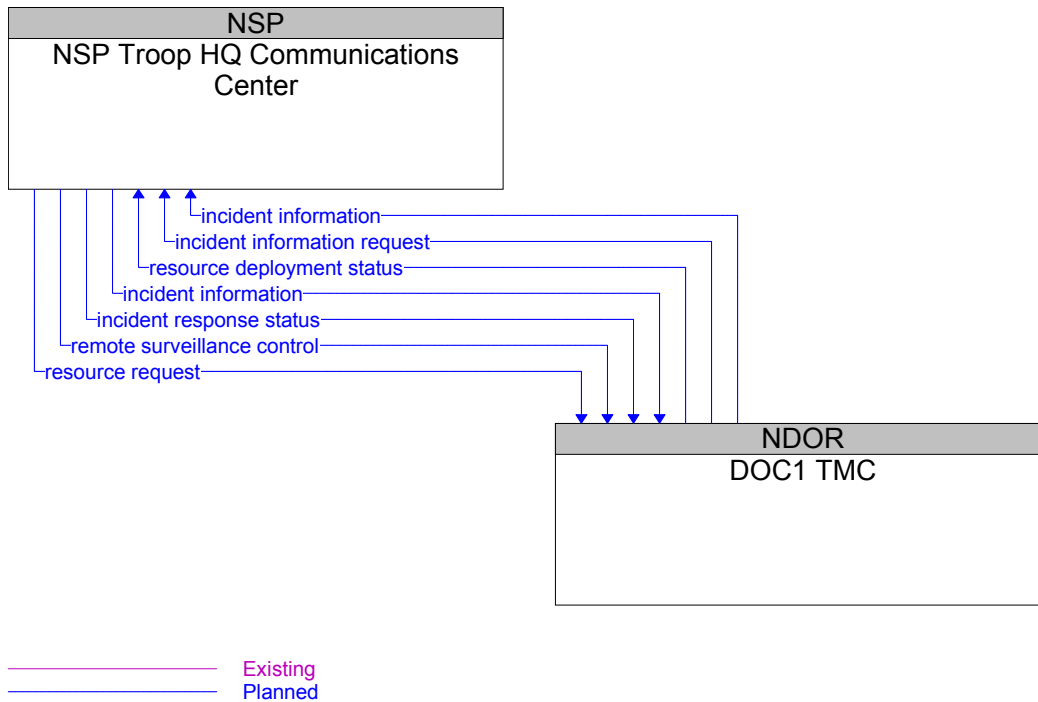 NSP
NSP Troop HQ Communications
Center
incident information
incident information request
resource deployment status
incident information
incident response status
remote surveillance control
resource request
NDOR
DOC1 TMC
Existing
Planned